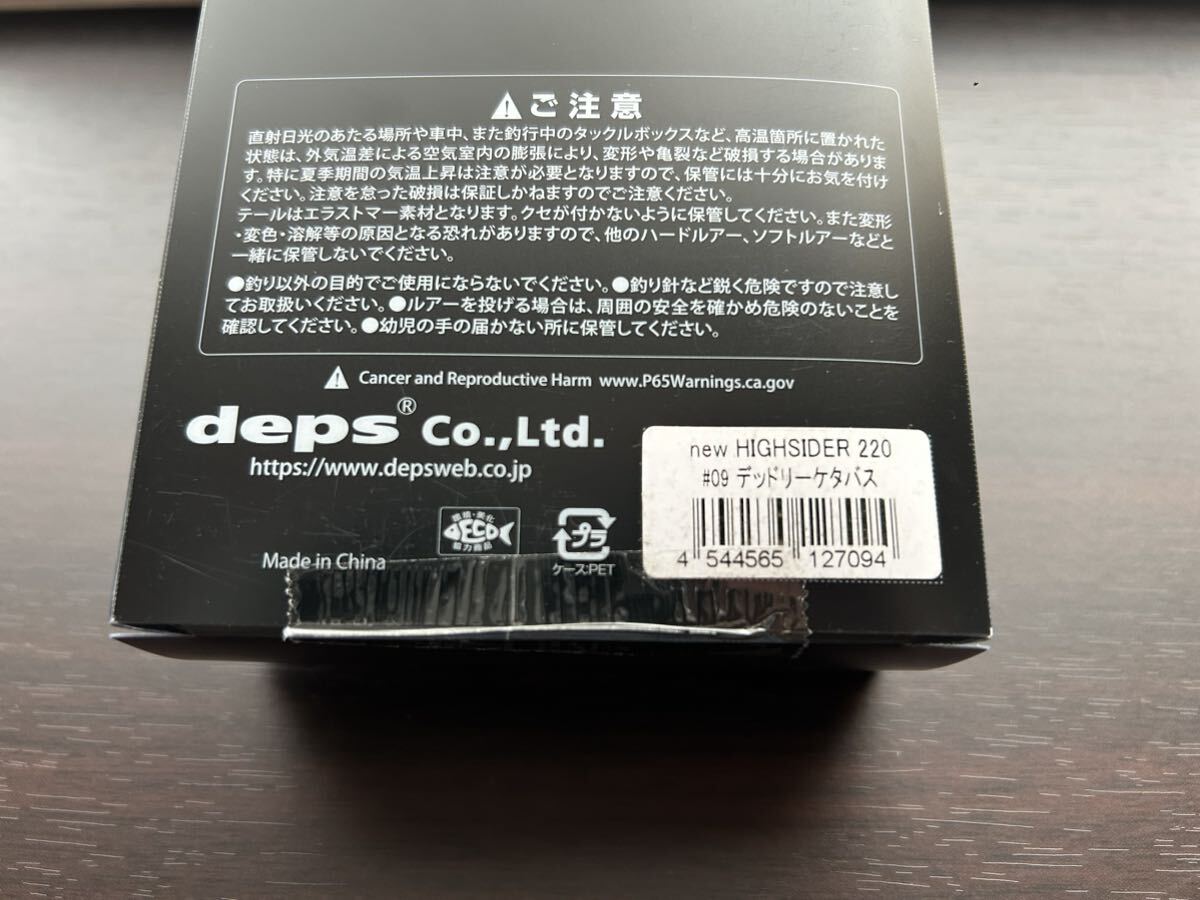 ご注意
直射日光のあたる場所や車中、また釣行中のタックルボックスなど、高温箇所に置かれた
状態は、外気温差による空気室内の膨張により、変形や亀裂など破損する場合がありま
す。特に夏季期間の気温上昇は注意が必要となりますので、保管には十分にお気を付け
ください。注意を怠った破損は保証しかねますのでご注意ください。
テールはエラストマー素材となります。クセが付かないように保管してください。また変形
・変色・溶解等の原因となる恐れがありますので、他のハードルアー、ソフトルアーなどと
一緒に保管しないでください。
●釣り以外の目的でご使用にならないでください。●釣り針など鋭く危険ですので注意し
てお取扱いください。●ルアーを投げる場合は、周囲の安全を確かめ危険のないことを
確認してください。●幼児の手の届かない所に保管してください。
Cancer and Reproductive Harm www.P65Warnings.ca.gov
deps® Co.,Ltd.
https://www.depsweb.co.jp
new HIGHSIDER 220
#09 デッドリーケタバス
4 544565 127094
環境・美化
ECO
協力商品
プラ
ケース:PET
Made in China